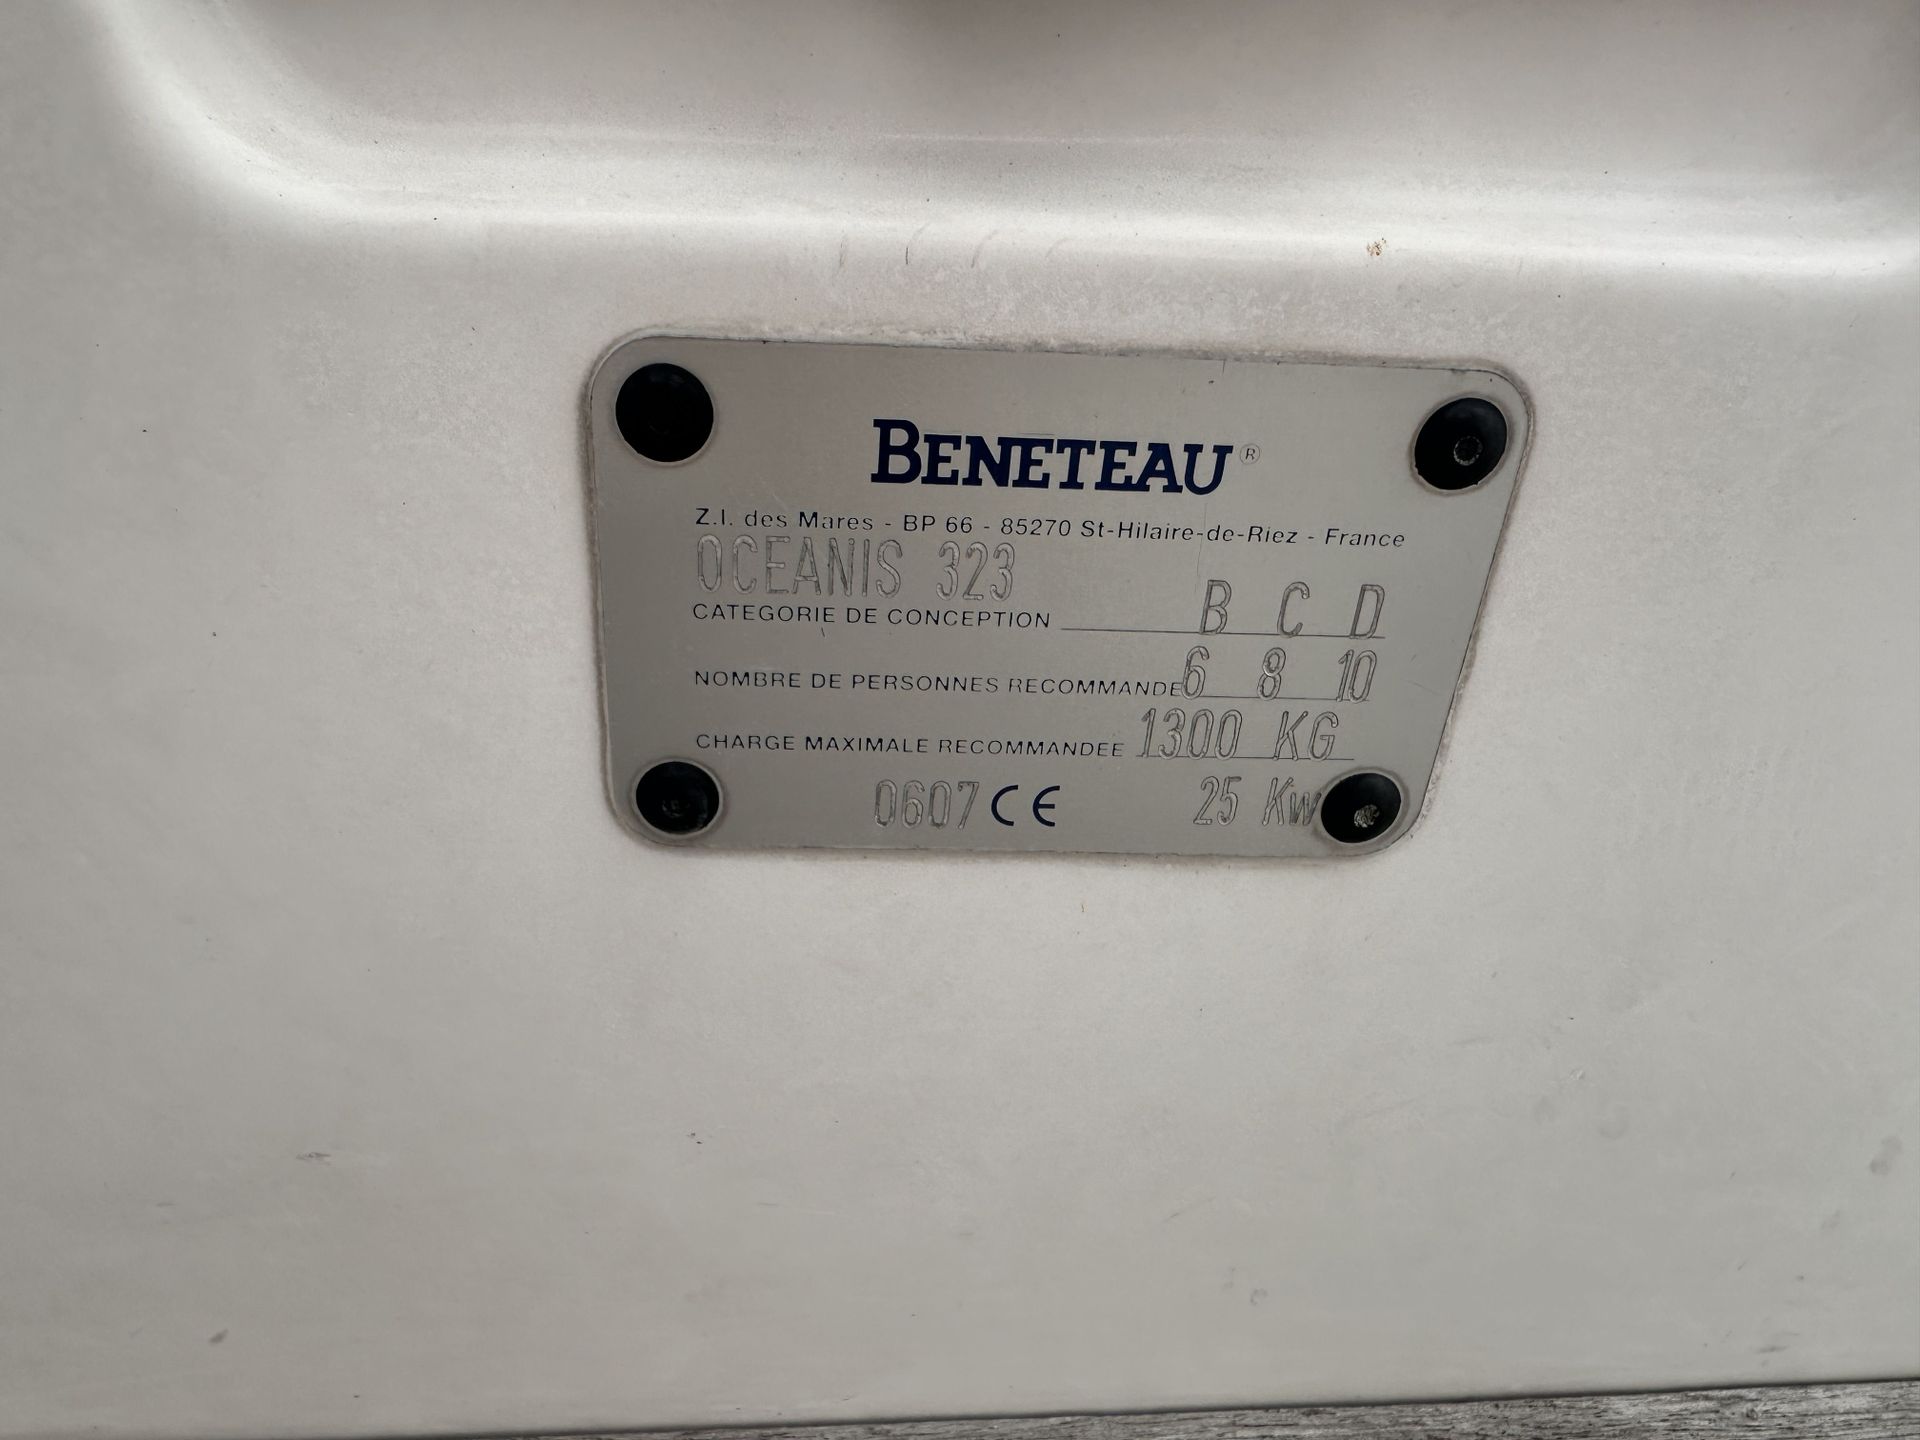 BENETEAU®
Z.I. des Mares - BP 66 - 85270 St-Hilaire-de-Riez - France
OCEANIS 323
CATEGORIE DE CONCEPTION B C D
NOMBRE DE PERSONNES RECOMMANDE 6 8 10
CHARGE MAXIMALE RECOMMANDEE 1300 KG
0607 CE 25 Kw